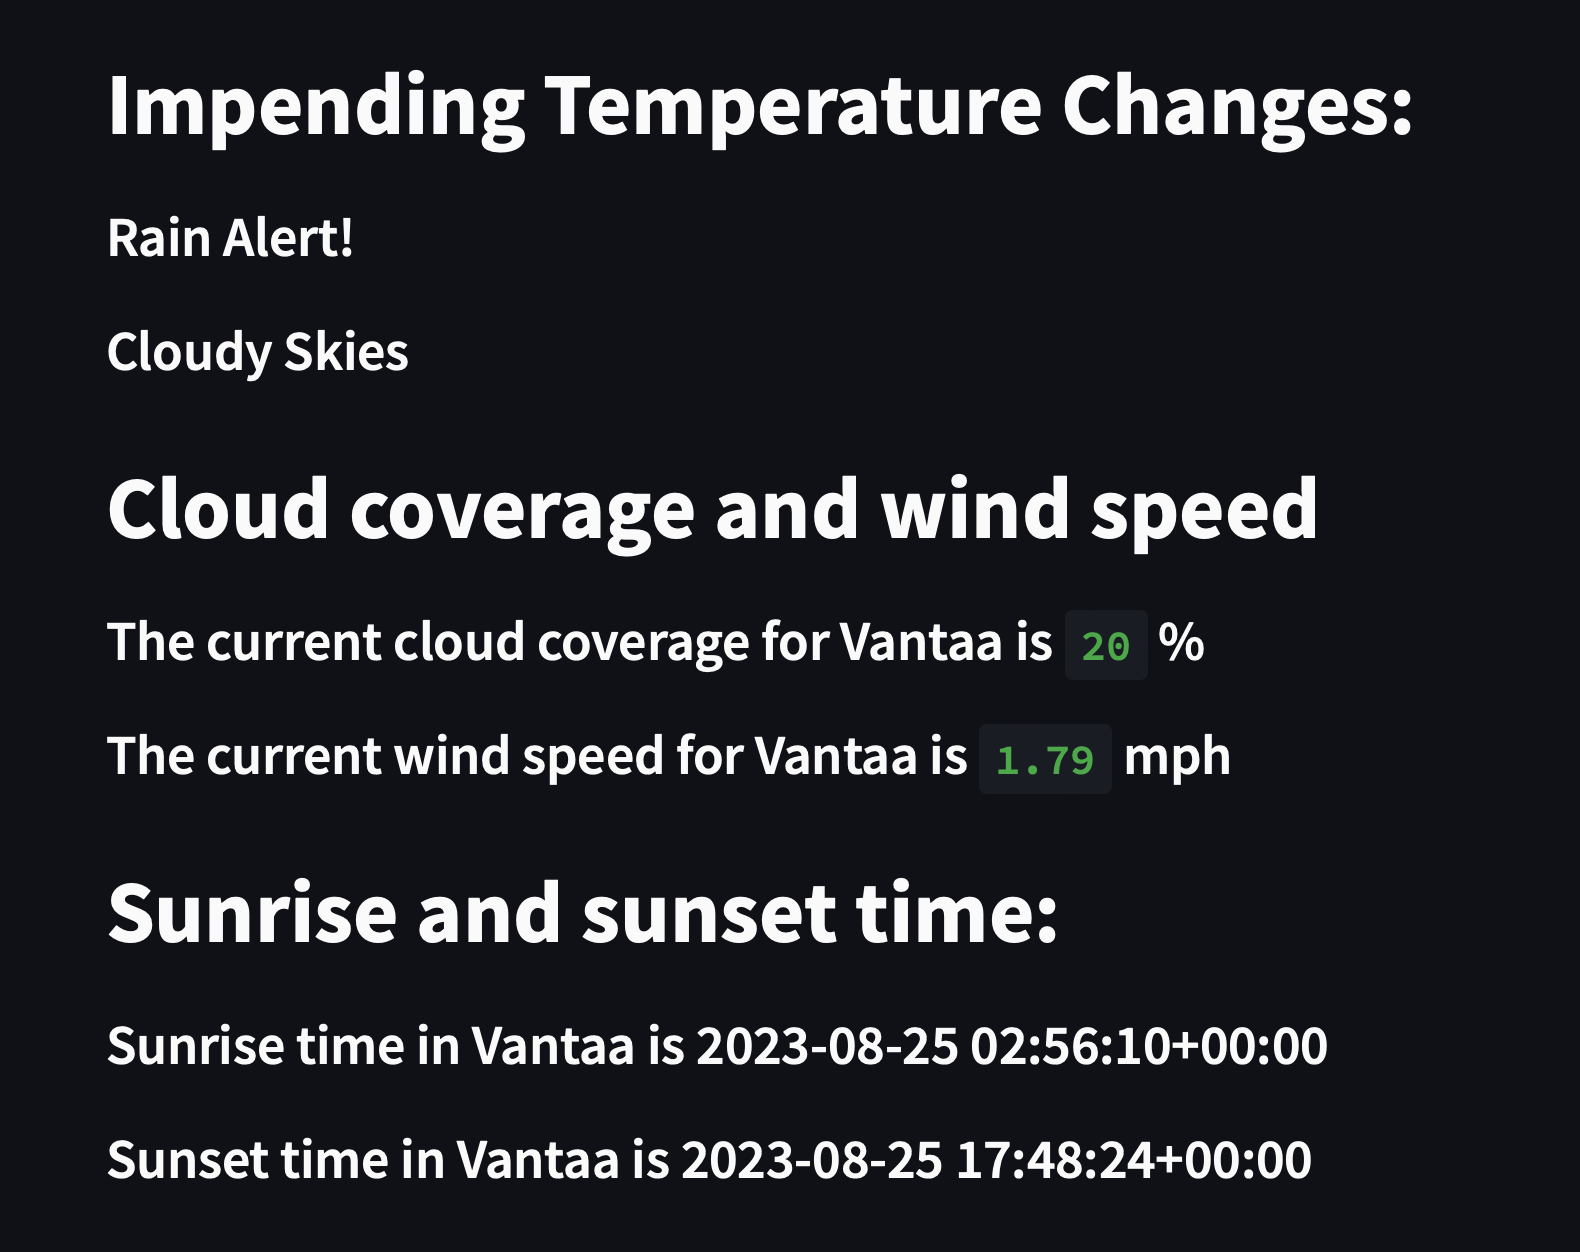 Impending Temperature Changes:
Rain Alert!
Cloudy Skies
Cloud coverage and wind speed
The current cloud coverage for Vantaa is 20 %
The current wind speed for Vantaa is 1.79 mph
Sunrise and sunset time:
Sunrise time in Vantaa is 2023-08-25 02:56:10+00:00
Sunset time in Vantaa is 2023-08-25 17:48:24+00:00